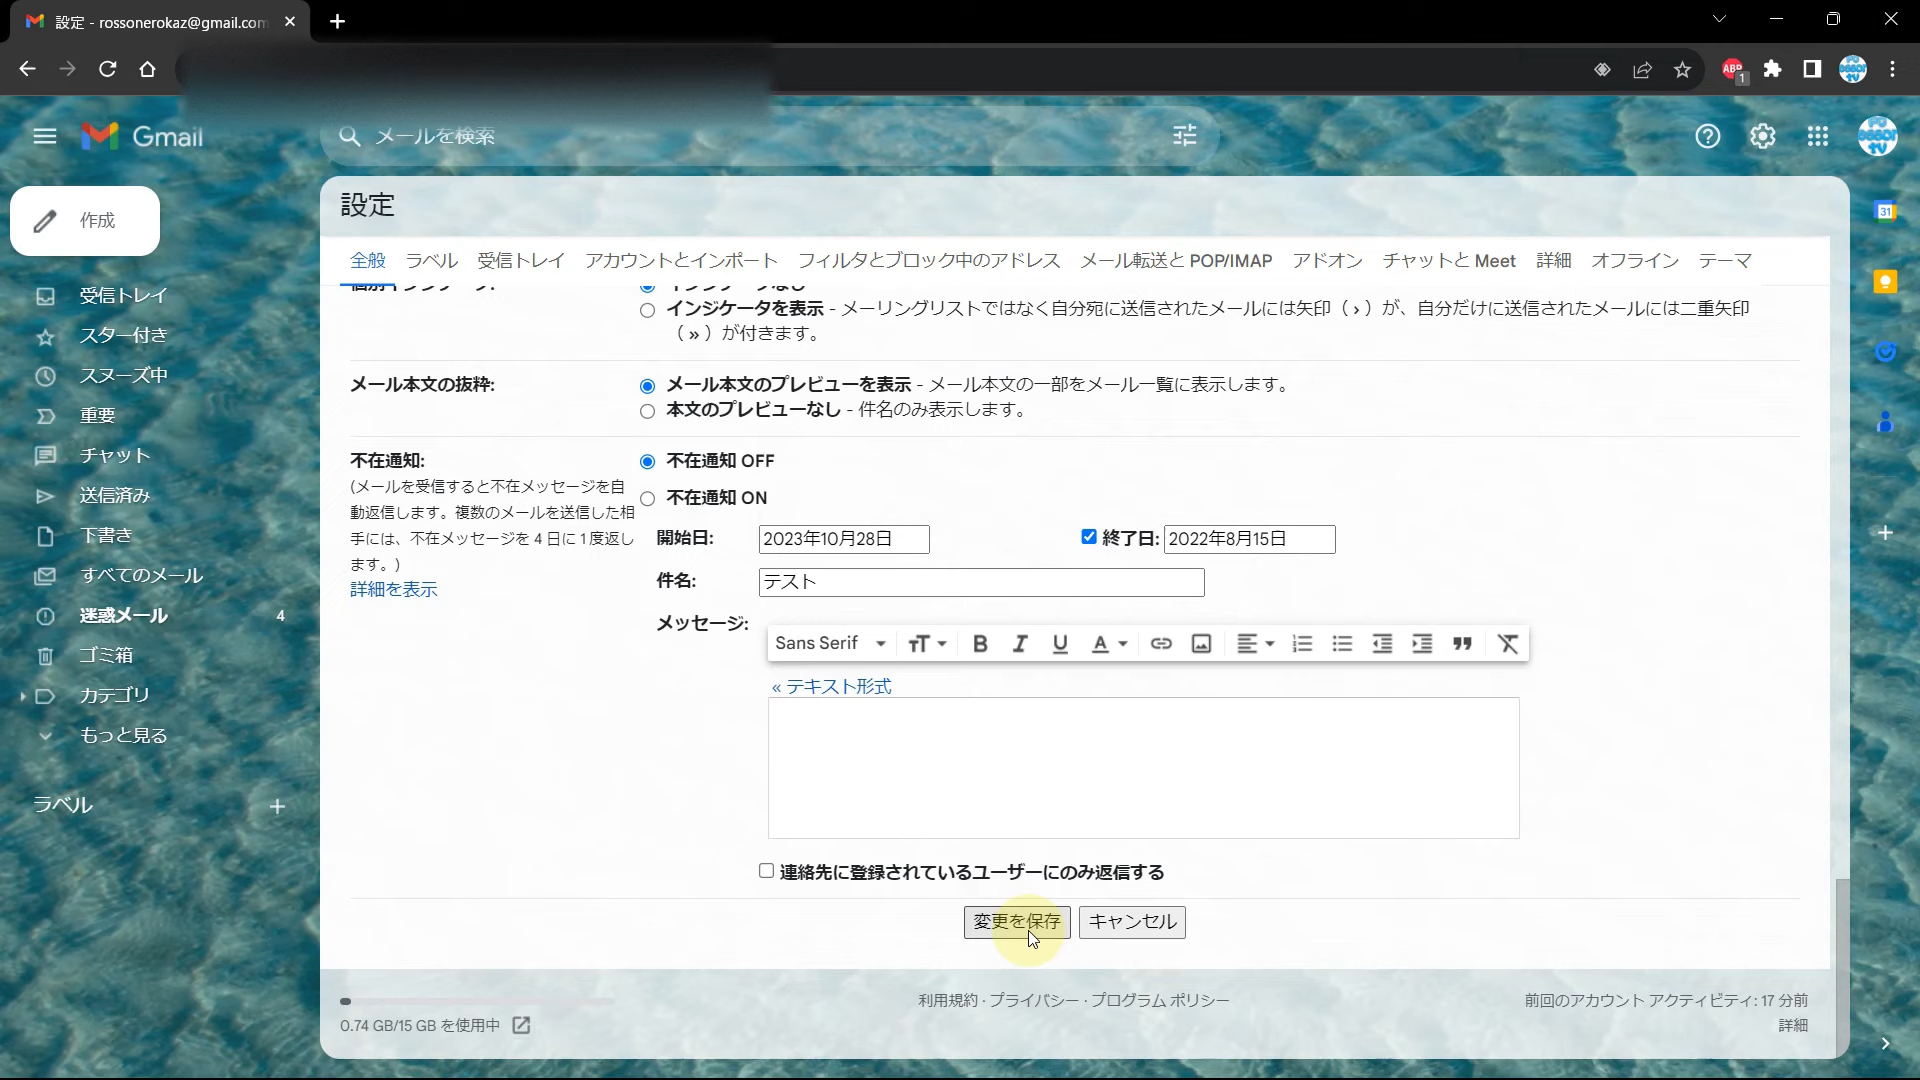 設定 - rossonerokaz@gmail.com
ABP
1
Gmail
メールを検索
作成
受信トレイ
スター付き
スヌーズ中
重要
チャット
送信済み
下書き
すべてのメール
迷惑メール 4
ゴミ箱
カテゴリ
もっと見る
ラベル
設定
全般 ラベル 受信トレイ アカウントとインポート フィルタとブロック中のアドレス メール転送と POP/IMAP アドオン チャットと Meet 詳細 オフライン テーマ
インジケータを表示 - メーリングリストではなく自分宛に送信されたメールには矢印（ › ）が、自分だけに送信されたメールには二重矢印
（ » ）が付きます。
メール本文の抜粋:
メール本文のプレビューを表示 - メール本文の一部をメール一覧に表示します。
本文のプレビューなし - 件名のみ表示します。
不在通知:
(メールを受信すると不在メッセージを自
動返信します。複数のメールを送信した相
手には、不在メッセージを 4 日に 1 度返し
ます。)
詳細を表示
不在通知 OFF
不在通知 ON
開始日: 2023年10月28日 終了日: 2022年8月15日
件名: テスト
メッセージ:
Sans Serif
« テキスト形式
連絡先に登録されているユーザーにのみ返信する
変更を保存 キャンセル
0.74 GB/15 GB を使用中
利用規約 · プライバシー · プログラム ポリシー
前回のアカウント アクティビティ: 17 分前
詳細
31